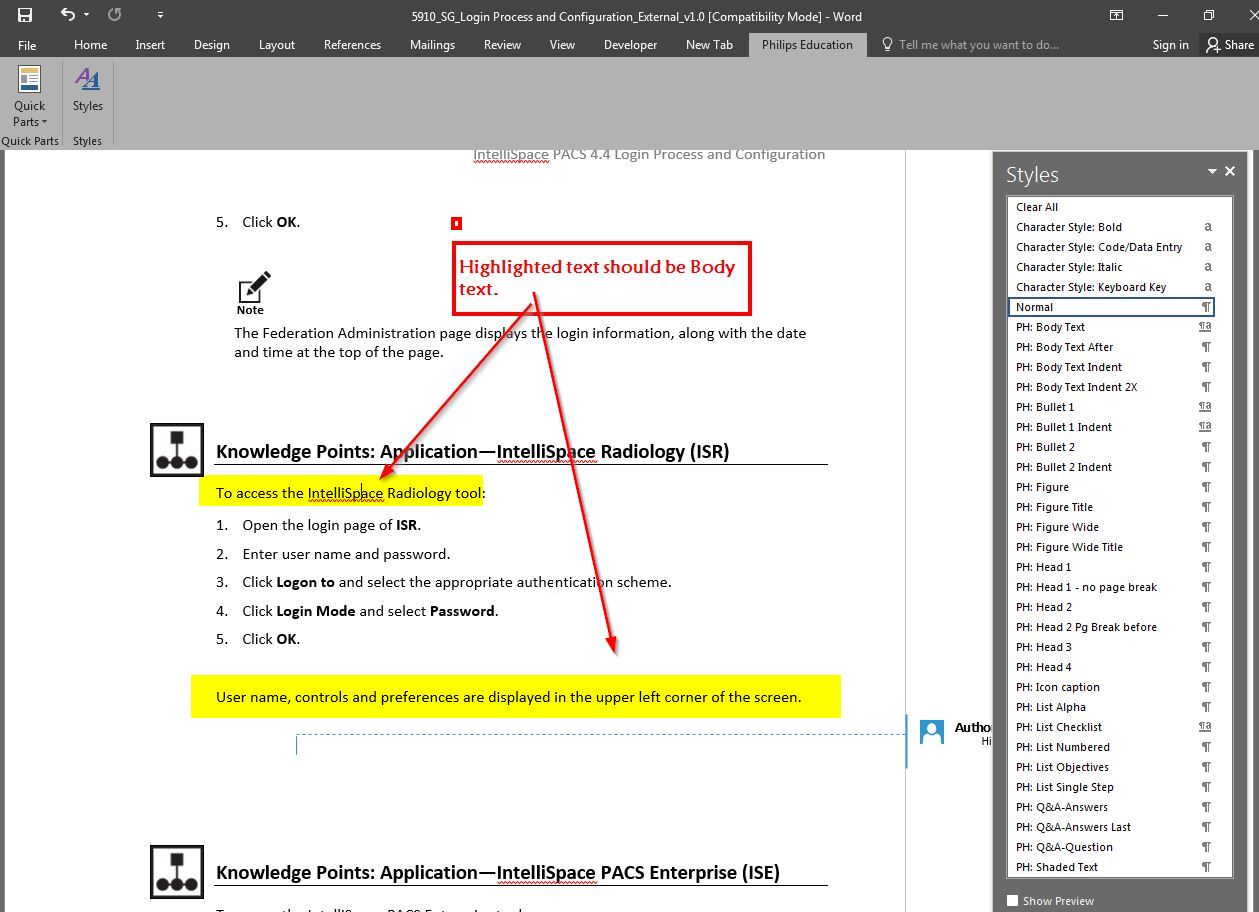 5910_SG_Login Process and Configuration_External_v1.0 [Compatibility Mode] - Word
File Home Insert Design Layout References Mailings Review View Developer New Tab Philips Education Tell me what you want to do... Sign in Share
Quick Parts
Styles
Quick Parts Styles
IntelliSpace PACS 4.4 Login Process and Configuration
5. Click OK.
Highlighted text should be Body
text.
Note
The Federation Administration page displays the login information, along with the date
and time at the top of the page.
Knowledge Points: Application—IntelliSpace Radiology (ISR)
To access the IntelliSpace Radiology tool:
1. Open the login page of ISR.
2. Enter user name and password.
3. Click Logon to and select the appropriate authentication scheme.
4. Click Login Mode and select Password.
5. Click OK.
User name, controls and preferences are displayed in the upper left corner of the screen.
Autho
Hi
Knowledge Points: Application—IntelliSpace PACS Enterprise (ISE)
Styles
Clear All
Character Style: Bold a
Character Style: Code/Data Entry a
Character Style: Italic a
Character Style: Keyboard Key a
Normal ¶
PH: Body Text ¶a
PH: Body Text After ¶
PH: Body Text Indent ¶
PH: Body Text Indent 2X ¶
PH: Bullet 1 ¶a
PH: Bullet 1 Indent ¶a
PH: Bullet 2 ¶
PH: Bullet 2 Indent ¶
PH: Figure ¶
PH: Figure Title ¶
PH: Figure Wide ¶
PH: Figure Wide Title ¶
PH: Head 1 ¶
PH: Head 1 - no page break ¶
PH: Head 2 ¶
PH: Head 2 Pg Break before ¶
PH: Head 3 ¶
PH: Head 4 ¶
PH: Icon caption ¶
PH: List Alpha ¶
PH: List Checklist ¶a
PH: List Numbered ¶
PH: List Objectives ¶
PH: List Single Step ¶
PH: Q&A-Answers ¶
PH: Q&A-Answers Last ¶
PH: Q&A-Question ¶
PH: Shaded Text ¶
Show Preview